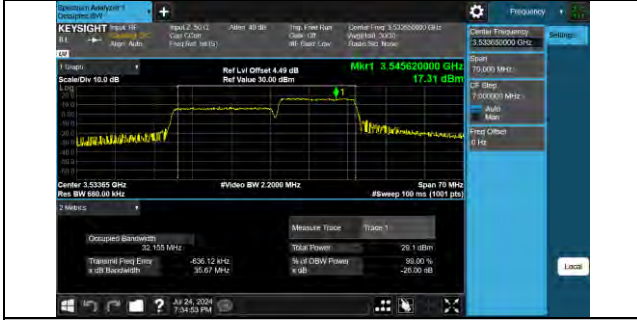 Spectrum Analyzer 1
Occupied BW
Frequency
KEYSIGHT
Input: RF
Align: Auto
Input Z: 50 Ω
Corr CCorr
Freq Ref: Int (S)
Atten: 40 dB
Trig: Free Run
Gate: Off
#IF Gain: Low
Center Freq: 3.533650000 GHz
Radio Std: None
Center Frequency
3.533650000 GHz
Settings
Span
70.000 MHz
CF Step
7.000000 MHz
Auto
Man
Freq Offset
0 Hz
1 Graph
Scale/Div 10.0 dB
Ref Lvl Offset 4.49 dB
Ref Value 30.00 dBm
Mkr1 3.545620000 GHz
17.31 dBm
Log
1
Center 3.53365 GHz
Res BW 680.00 kHz
#Video BW 2.2000 MHz
Span 70 MHz
#Sweep 100 ms (1001 pts)
2 Metrics
Measure Trace
Trace 1
Occupied Bandwidth
32.155 MHz
Total Power
29.1 dBm
Transmit Freq Error
-636.12 kHz
% of OBW Power
99.00 %
x dB Bandwidth
35.67 MHz
x dB
-26.00 dB
Local
?
Jul 24, 2024
7:34:53 PM